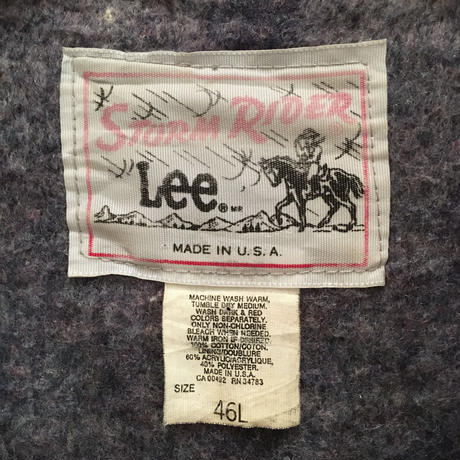 STORM RIDER
Lee® MR
MADE IN U.S.A.
MACHINE WASH WARM,
TUMBLE DRY MEDIUM.
WASH DARK & RED
COLORS SEPARATELY.
ONLY NON-CHLORINE
BLEACH WHEN NEEDED.
WARM IRON IF DESIRED
100% COTTON/COTON.
LINING/DOUBLURE
60% ACRYLIC/ACRYLIQUE,
40% POLYESTER.
MADE IN U.S.A.
CA 00492 RN 34783
SIZE
46L